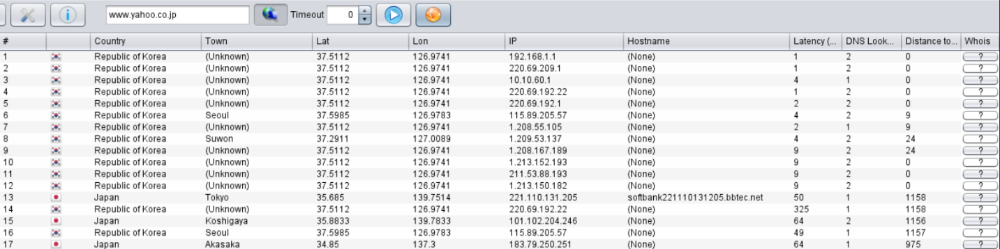 www.yahoo.co.jp Timeout 0
# Country Town Lat Lon IP Hostname Latency (... DNS Look... Distance to... Whois
1 Republic of Korea (Unknown) 37.5112 126.9741 192.168.1.1 (None) 1 2 0 ?
2 Republic of Korea (Unknown) 37.5112 126.9741 220.69.209.1 (None) 1 2 0 ?
3 Republic of Korea (Unknown) 37.5112 126.9741 10.10.60.1 (None) 4 1 0 ?
4 Republic of Korea (Unknown) 37.5112 126.9741 220.69.192.22 (None) 1 2 0 ?
5 Republic of Korea (Unknown) 37.5112 126.9741 220.69.192.1 (None) 2 2 0 ?
6 Republic of Korea Seoul 37.5985 126.9783 115.89.205.57 (None) 4 2 9 ?
7 Republic of Korea (Unknown) 37.5112 126.9741 1.208.55.105 (None) 2 1 9 ?
8 Republic of Korea Suwon 37.2911 127.0089 1.209.53.137 (None) 4 2 24 ?
9 Republic of Korea (Unknown) 37.5112 126.9741 1.208.167.189 (None) 9 2 24 ?
10 Republic of Korea (Unknown) 37.5112 126.9741 1.213.152.193 (None) 9 2 0 ?
11 Republic of Korea (Unknown) 37.5112 126.9741 211.53.88.193 (None) 9 2 0 ?
12 Republic of Korea (Unknown) 37.5112 126.9741 1.213.150.182 (None) 9 2 0 ?
13 Japan Tokyo 35.685 139.7514 221.110.131.205 softbank221110131205.bbtec.net 50 1 1158 ?
14 Republic of Korea (Unknown) 37.5112 126.9741 220.69.192.22 (None) 325 1 1158 ?
15 Japan Koshigaya 35.8833 139.7833 101.102.204.246 (None) 64 2 1156 ?
16 Republic of Korea Seoul 37.5985 126.9783 115.89.205.57 (None) 49 1 1157 ?
17 Japan Akasaka 34.85 137.3 183.79.250.251 (None) 64 1 975 ?